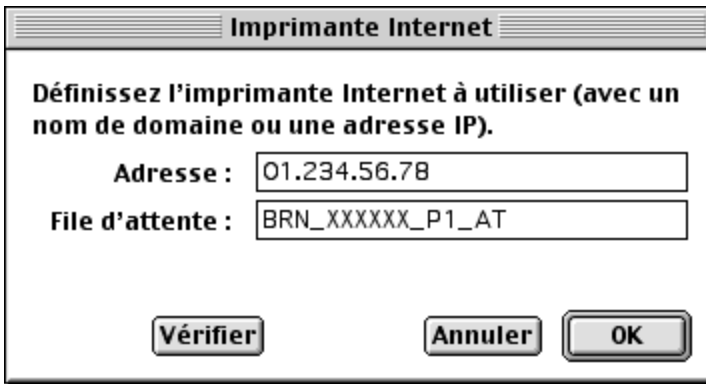 Imprimante Internet
Définissez l'imprimante Internet à utiliser (avec un
nom de domaine ou une adresse IP).
Adresse : 01.234.56.78
File d'attente : BRN_XXXXXX_P1_AT
Vérifier Annuler OK